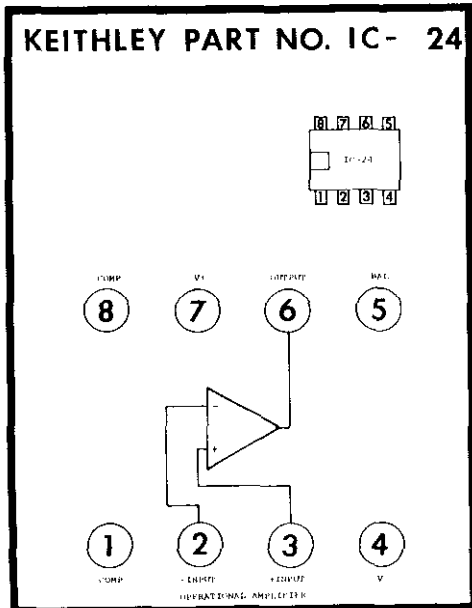 KEITHLEY PART NO. IC- 24
8 7 6 5
IC-24
1 2 3 4
COMP V+ OUTPUT BAL
8 7 6 5
-
+
1 2 3 4
COMP -INPUT +INPUT V
OPERATIONAL AMPLIFIER